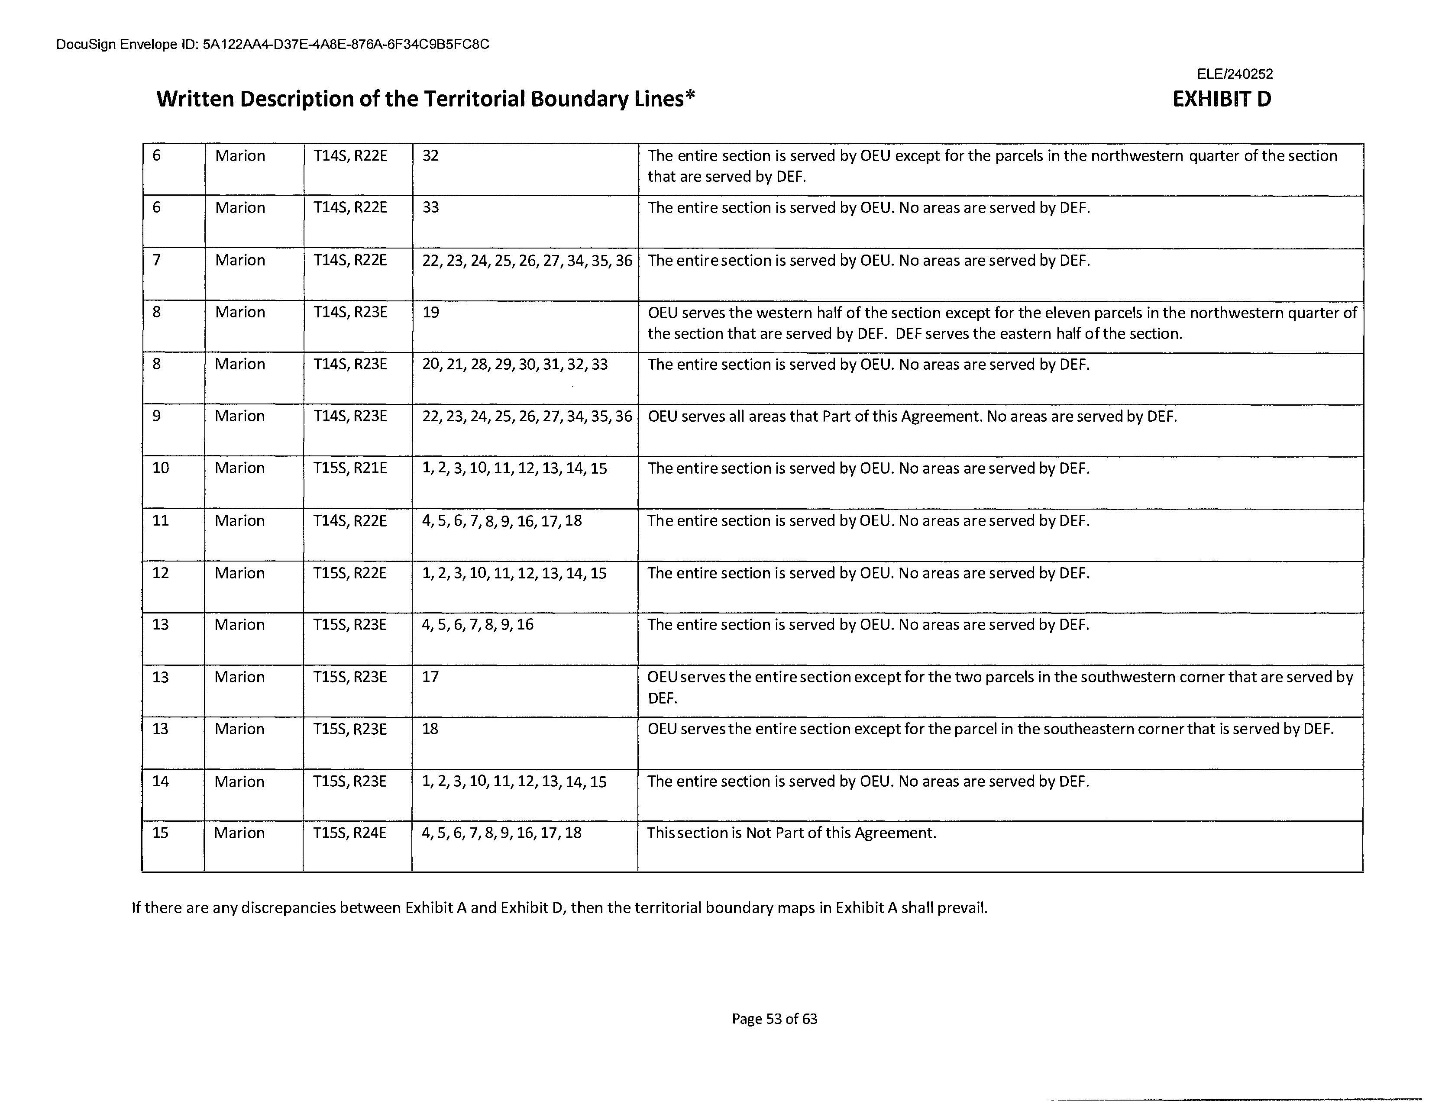 DocuSign Envelope ID: 5A122AA4-D37E-4A8E-876A-6F34C9B5FC8C
ELE/240252
Written Description of the Territorial Boundary Lines* EXHIBIT D
6 Marion T14S, R22E 32 The entire section is served by OEU except for the parcels in the northwestern quarter of the section
that are served by DEF.
6 Marion T14S, R22E 33 The entire section is served by OEU. No areas are served by DEF.
7 Marion T14S, R22E 22, 23, 24, 25, 26, 27, 34, 35, 36 The entire section is served by OEU. No areas are served by DEF.
8 Marion T14S, R23E 19 OEU serves the western half of the section except for the eleven parcels in the northwestern quarter of
the section that are served by DEF. DEF serves the eastern half of the section.
8 Marion T14S, R23E 20, 21, 28, 29, 30, 31, 32, 33 The entire section is served by OEU. No areas are served by DEF.
9 Marion T14S, R23E 22, 23, 24, 25, 26, 27, 34, 35, 36 OEU serves all areas that Part of this Agreement. No areas are served by DEF.
10 Marion T15S, R21E 1, 2, 3, 10, 11, 12, 13, 14, 15 The entire section is served by OEU. No areas are served by DEF.
11 Marion T14S, R22E 4, 5, 6, 7, 8, 9, 16, 17, 18 The entire section is served by OEU. No areas are served by DEF.
12 Marion T15S, R22E 1, 2, 3, 10, 11, 12, 13, 14, 15 The entire section is served by OEU. No areas are served by DEF.
13 Marion T15S, R23E 4, 5, 6, 7, 8, 9, 16 The entire section is served by OEU. No areas are served by DEF.
13 Marion T15S, R23E 17 OEU serves the entire section except for the two parcels in the southwestern corner that are served by
DEF.
13 Marion T15S, R23E 18 OEU serves the entire section except for the parcel in the southeastern corner that is served by DEF.
14 Marion T15S, R23E 1, 2, 3, 10, 11, 12, 13, 14, 15 The entire section is served by OEU. No areas are served by DEF.
15 Marion T15S, R24E 4, 5, 6, 7, 8, 9, 16, 17, 18 This section is Not Part of this Agreement.
If there are any discrepancies between Exhibit A and Exhibit D, then the territorial boundary maps in Exhibit A shall prevail.
Page 53 of 63